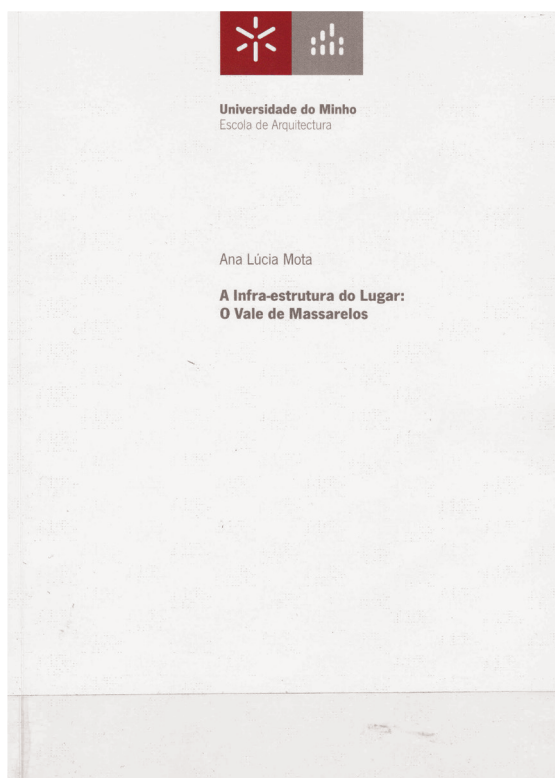 Universidade do Minho
Escola de Arquitectura
Ana Lúcia Mota
A Infra-estrutura do Lugar:
O Vale de Massarelos